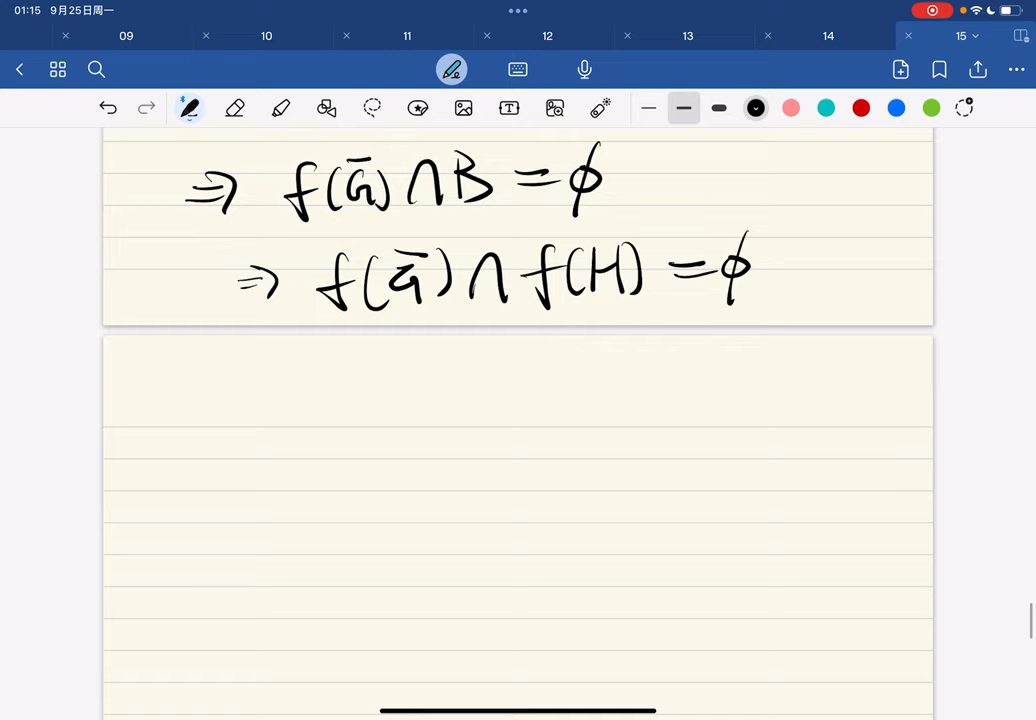 01:15 9月25日周一
09 10 11 12 13 14 15
T
⇒ f(Ḡ) ∩ B = ϕ
⇒ f(Ḡ) ∩ f(H) = ϕ